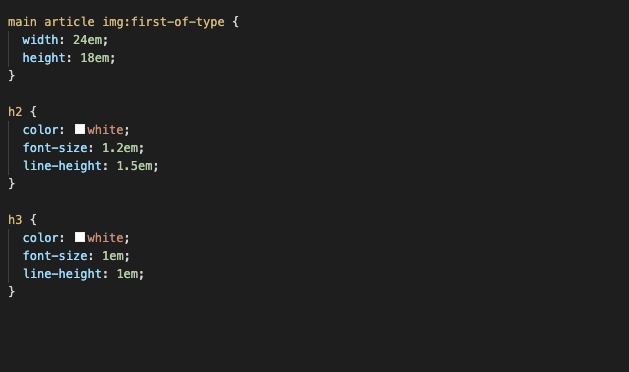 main article img:first-of-type {
width: 24em;
height: 18em;
}
h2 {
color: white;
font-size: 1.2em;
line-height: 1.5em;
}
h3 {
color: white;
font-size: 1em;
line-height: 1em;
}